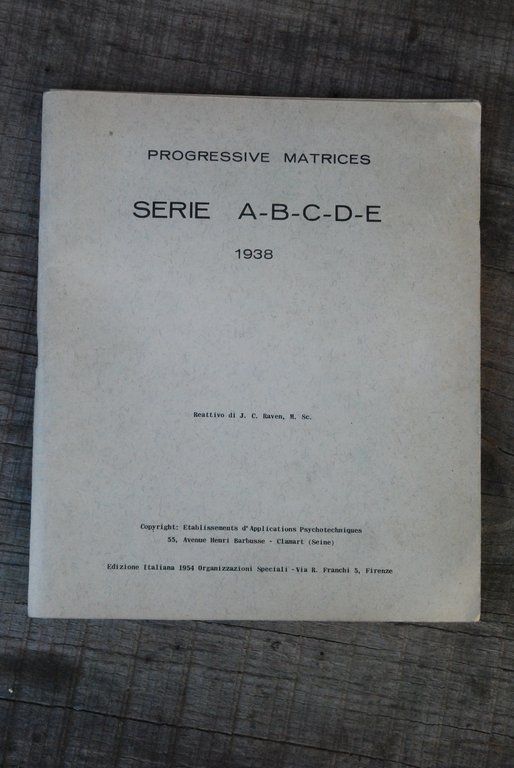 PROGRESSIVE MATRICES
SERIE A-B-C-D-E
1938
Reattivo di J. C. Raven, M. Sc.
Copyright: Etablissements d'Applications Psychotechniques
55, Avenue Henri Barbusse - Clamart (Seine)
Edizione Italiana 1954 Organizzazioni Speciali - Via R. Franchi 5, Firenze